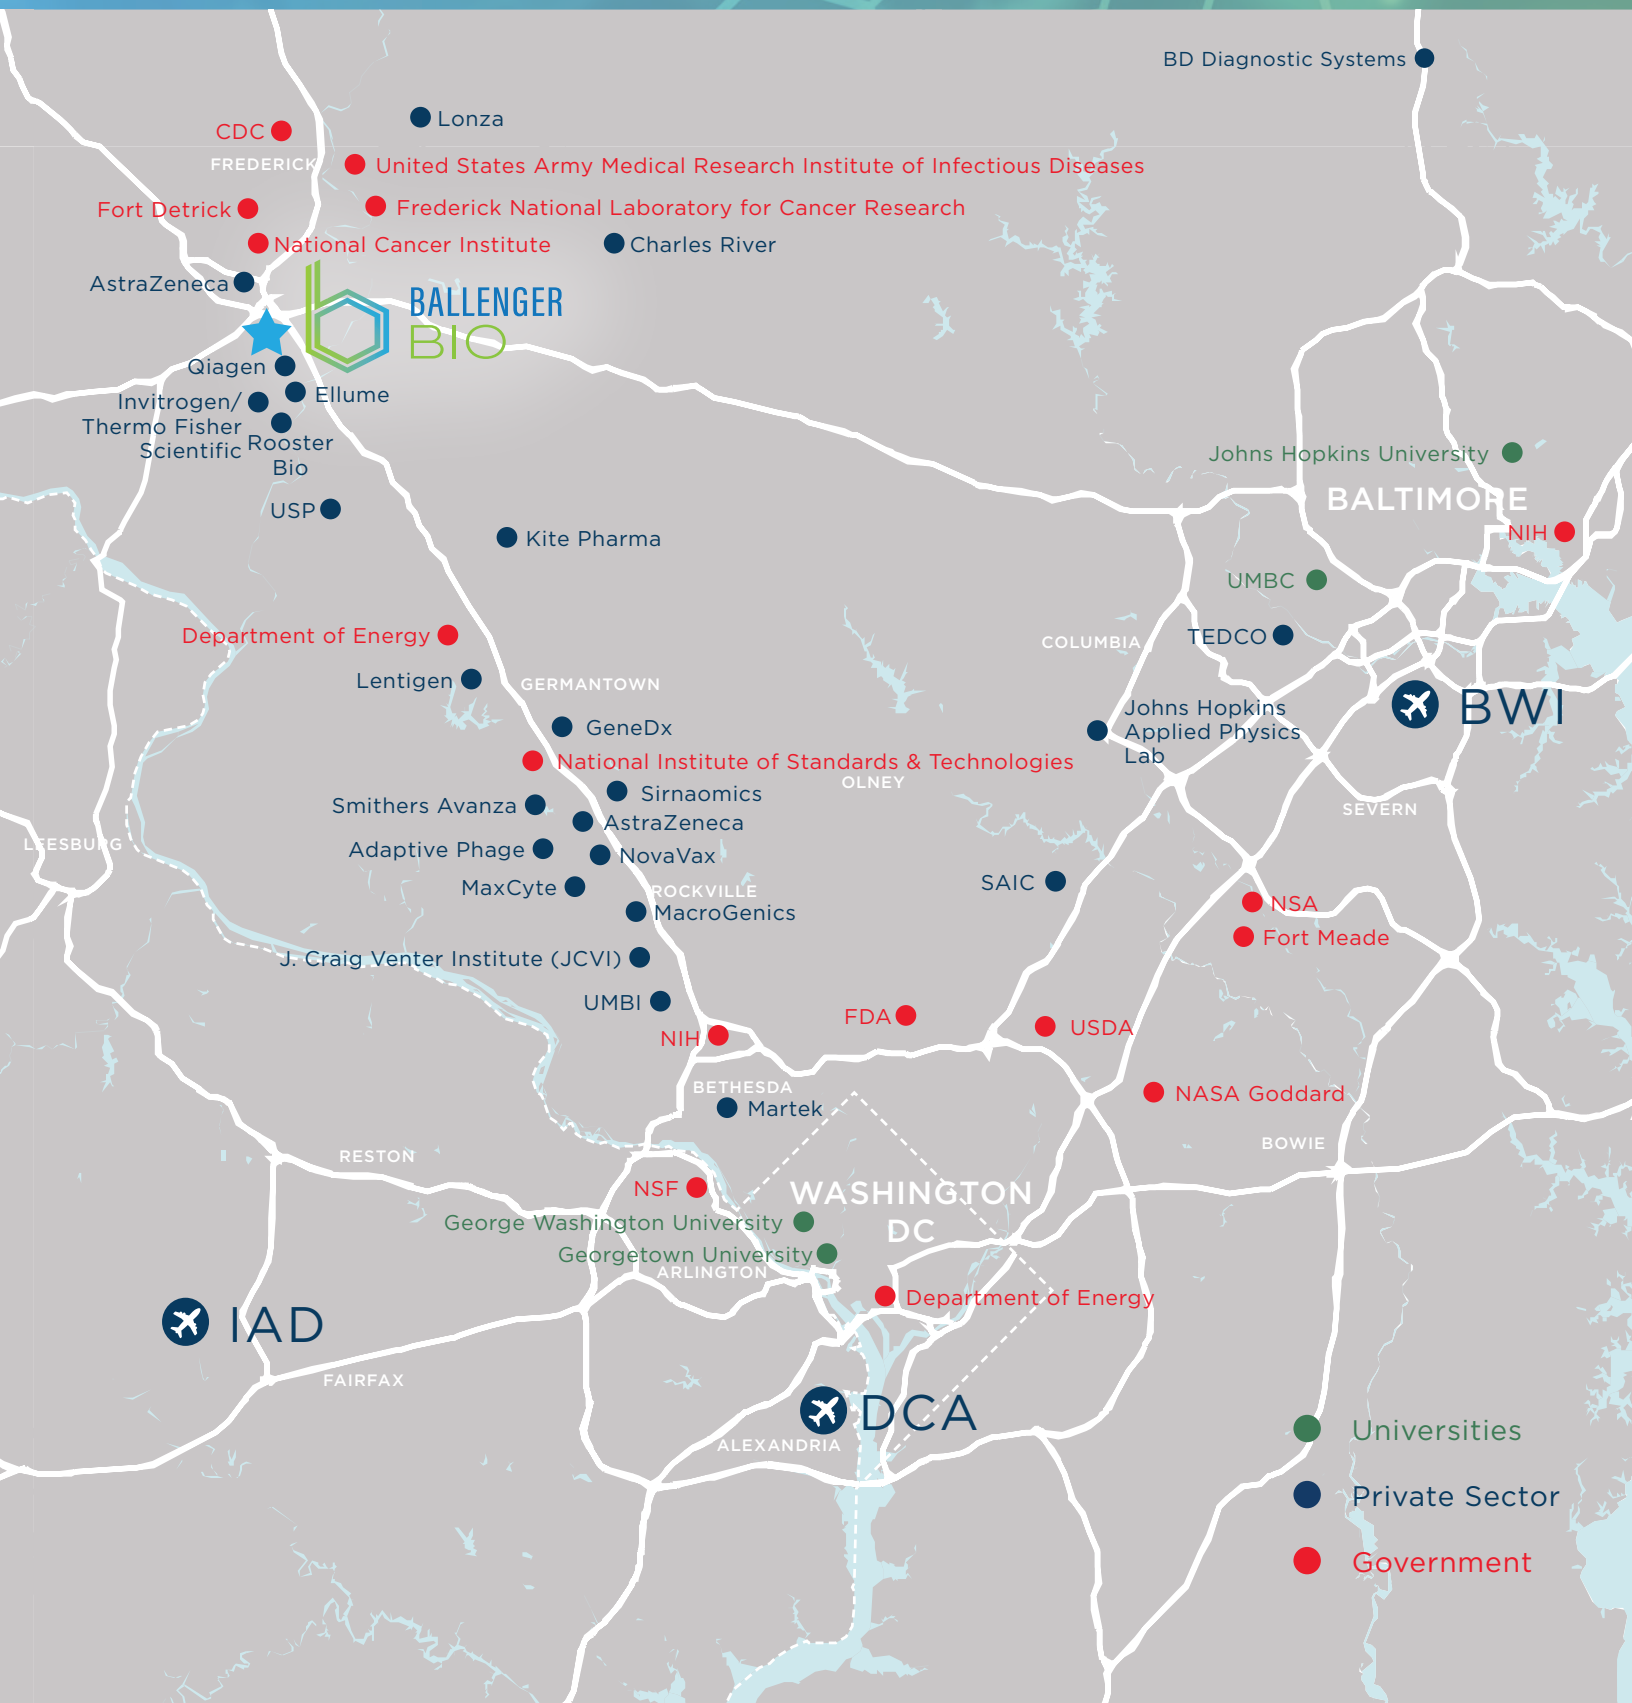 BD Diagnostic Systems
Lonza
CDC
FREDERICK
United States Army Medical Research Institute of Infectious Diseases
Fort Detrick
Frederick National Laboratory for Cancer Research
National Cancer Institute
Charles River
AstraZeneca
BALLENGER
BIO
Qiagen
Ellume
Invitrogen/
Thermo Fisher
Scientific
Rooster
Bio
Johns Hopkins University
BALTIMORE
USP
NIH
Kite Pharma
UMBC
Department of Energy
TEDCO
COLUMBIA
Lentigen
GERMANTOWN
BWI
Johns Hopkins
Applied Physics
Lab
GeneDx
National Institute of Standards & Technologies
OLNEY
Sirnaomics
Smithers Avanza
SEVERN
AstraZeneca
LEESBURG
Adaptive Phage
NovaVax
MaxCyte
ROCKVILLE
SAIC
NSA
MacroGenics
Fort Meade
J. Craig Venter Institute (JCVI)
UMBI
FDA
USDA
NIH
BETHESDA
NASA Goddard
Martek
BOWIE
RESTON
NSF
WASHINGTON
DC
George Washington University
Georgetown University
ARLINGTON
Department of Energy
IAD
FAIRFAX
DCA
ALEXANDRIA
Universities
Private Sector
Government